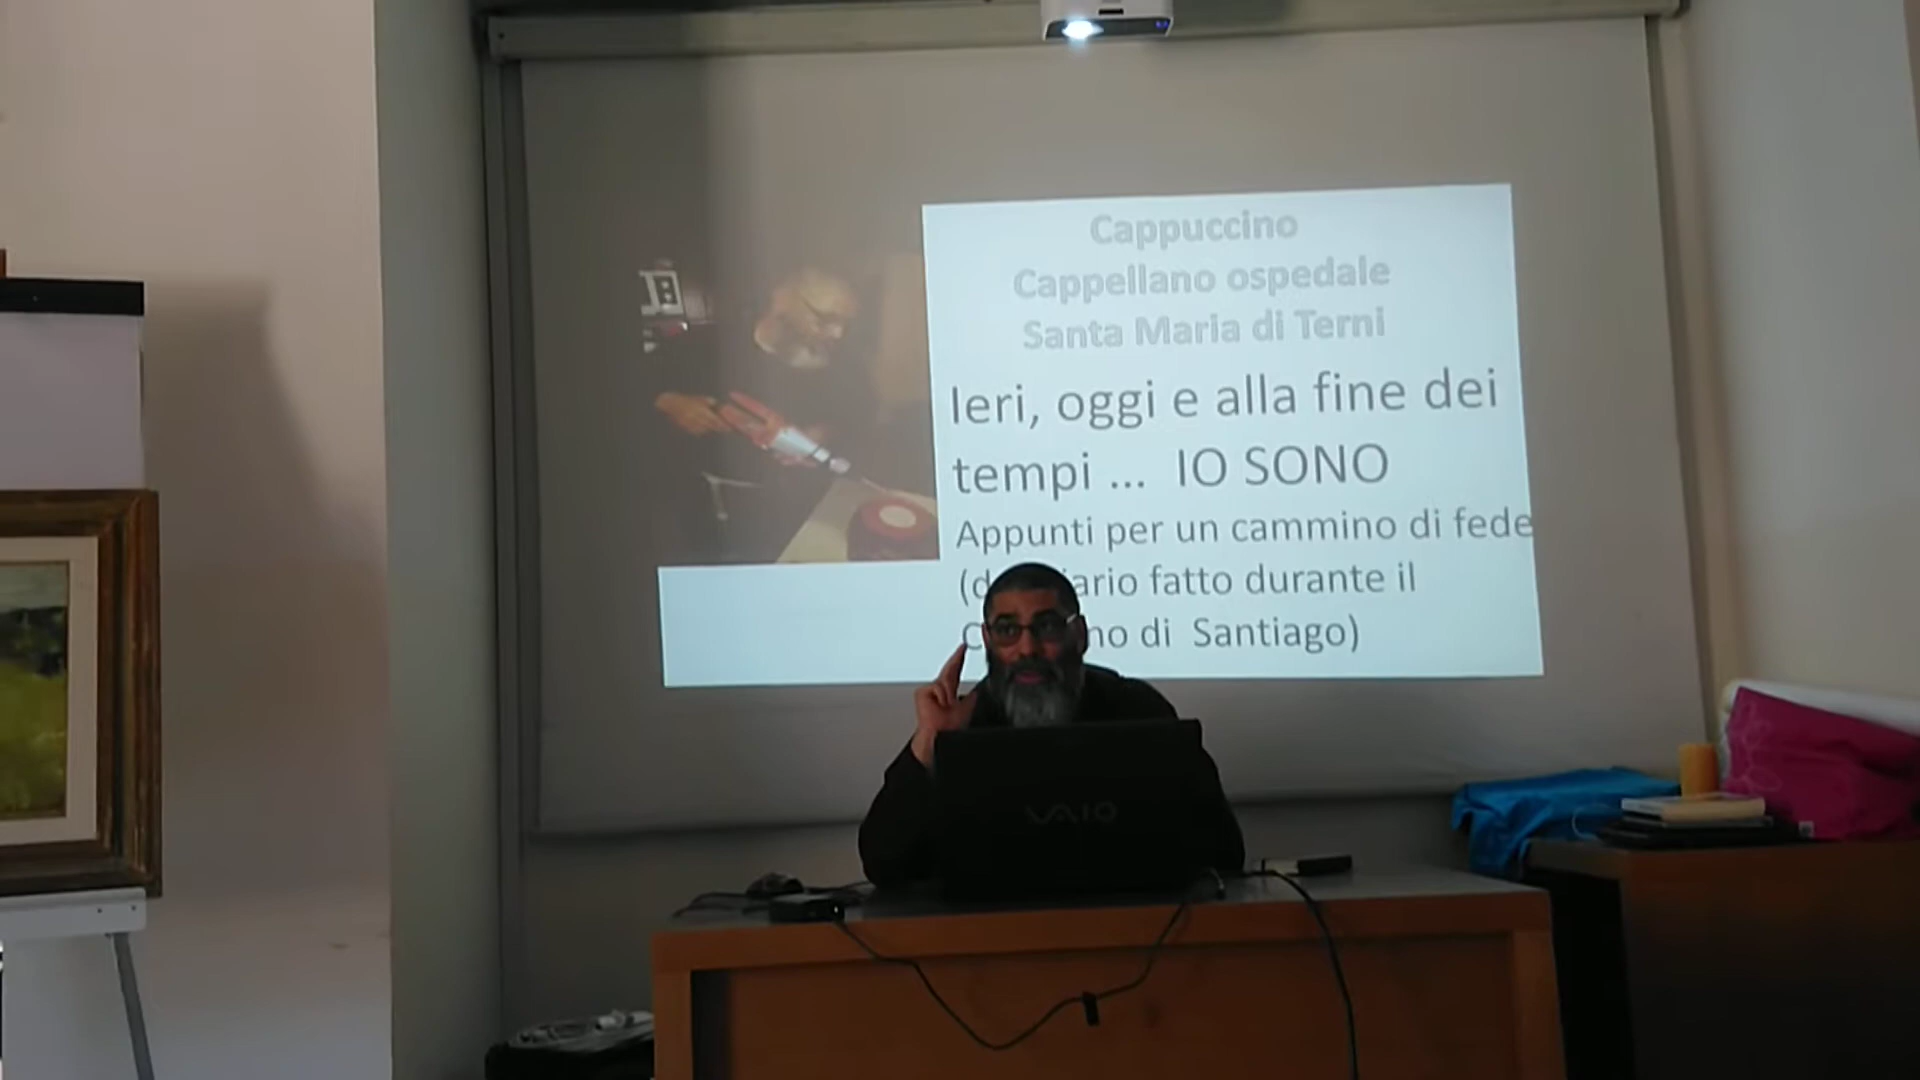 Cappuccino
Cappellano ospedale
Santa Maria di Terni
Ieri, oggi e alla fine dei
tempi ... IO SONO
Appunti per un cammino di fede
fatto durante il
di Santiago)
VAIO